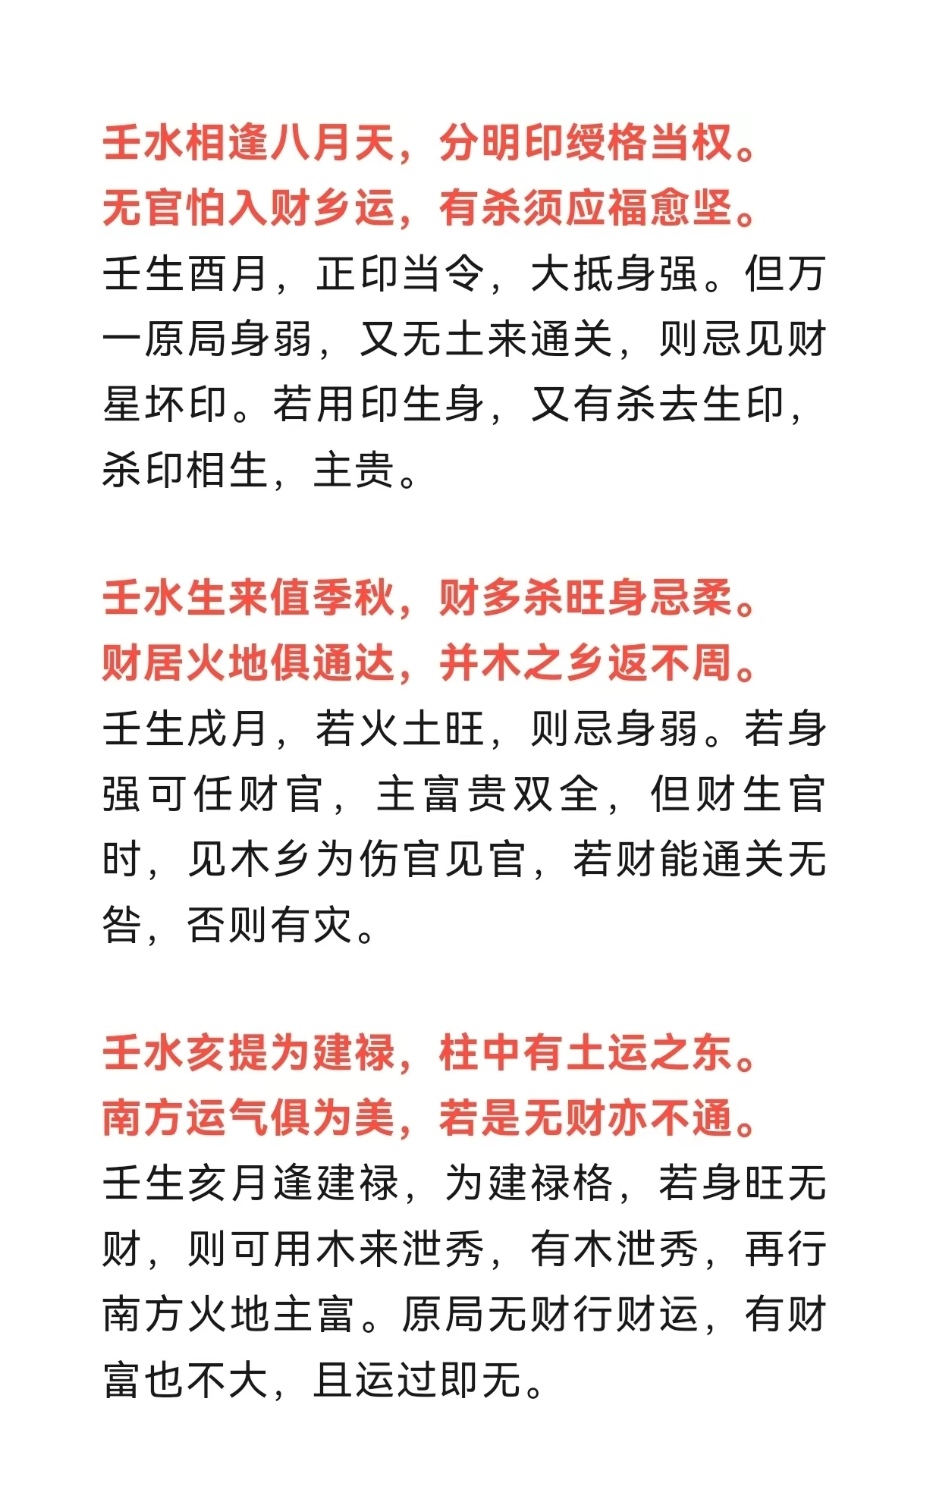 壬水相逢八月天，分明印绶格当权。
无官怕入财乡运，有杀须应福愈坚。
壬生酉月，正印当令，大抵身强。但万
一原局身弱，又无土来通关，则忌见财
星坏印。若用印生身，又有杀去生印，
杀印相生，主贵。
壬水生来值季秋，财多杀旺身忌柔。
财居火地俱通达，并木之乡返不周。
壬生戌月，若火土旺，则忌身弱。若身
强可任财官，主富贵双全，但财生官
时，见木乡为伤官见官，若财能通关无
咎，否则有灾。
壬水亥提为建禄，柱中有土运之东。
南方运气俱为美，若是无财亦不通。
壬生亥月逢建禄，为建禄格，若身旺无
财，则可用木来泄秀，有木泄秀，再行
南方火地主富。原局无财行财运，有财
富也不大，且运过即无。